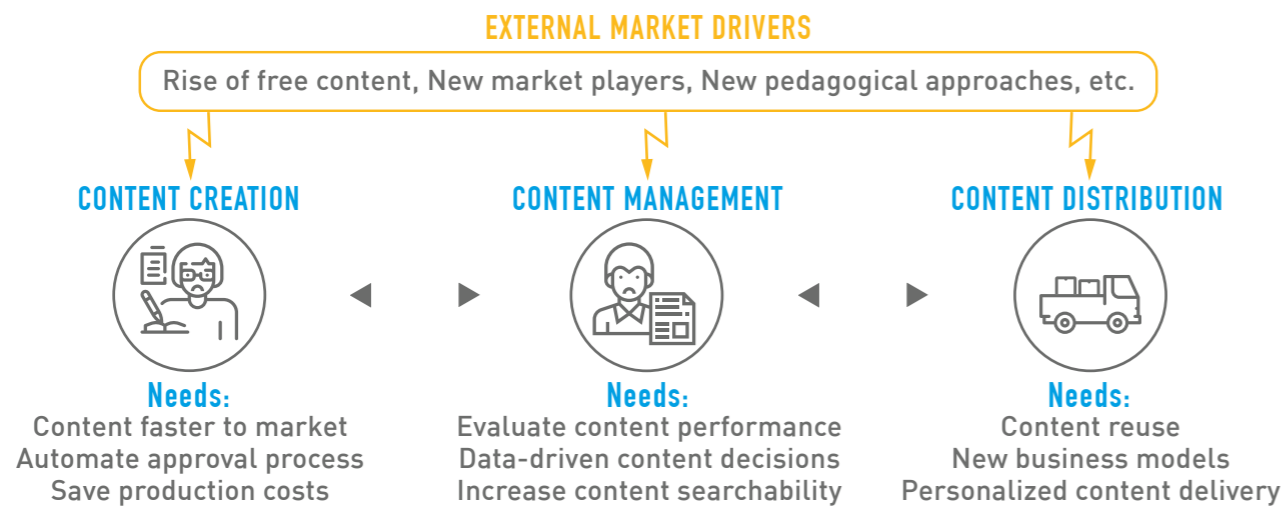 EXTERNAL MARKET DRIVERS
Rise of free content, New market players, New pedagogical approaches, etc.
CONTENT CREATION
Needs:
Content faster to market
Automate approval process
Save production costs
CONTENT MANAGEMENT
Needs:
Evaluate content performance
Data-driven content decisions
Increase content searchability
CONTENT DISTRIBUTION
Needs:
Content reuse
New business models
Personalized content delivery